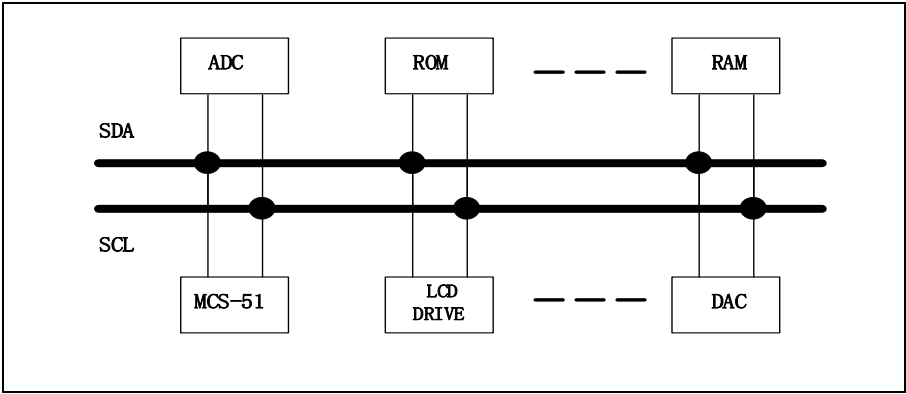 ADC
ROM
RAM
SDA
SCL
MCS-51
LCD
DRIVE
DAC